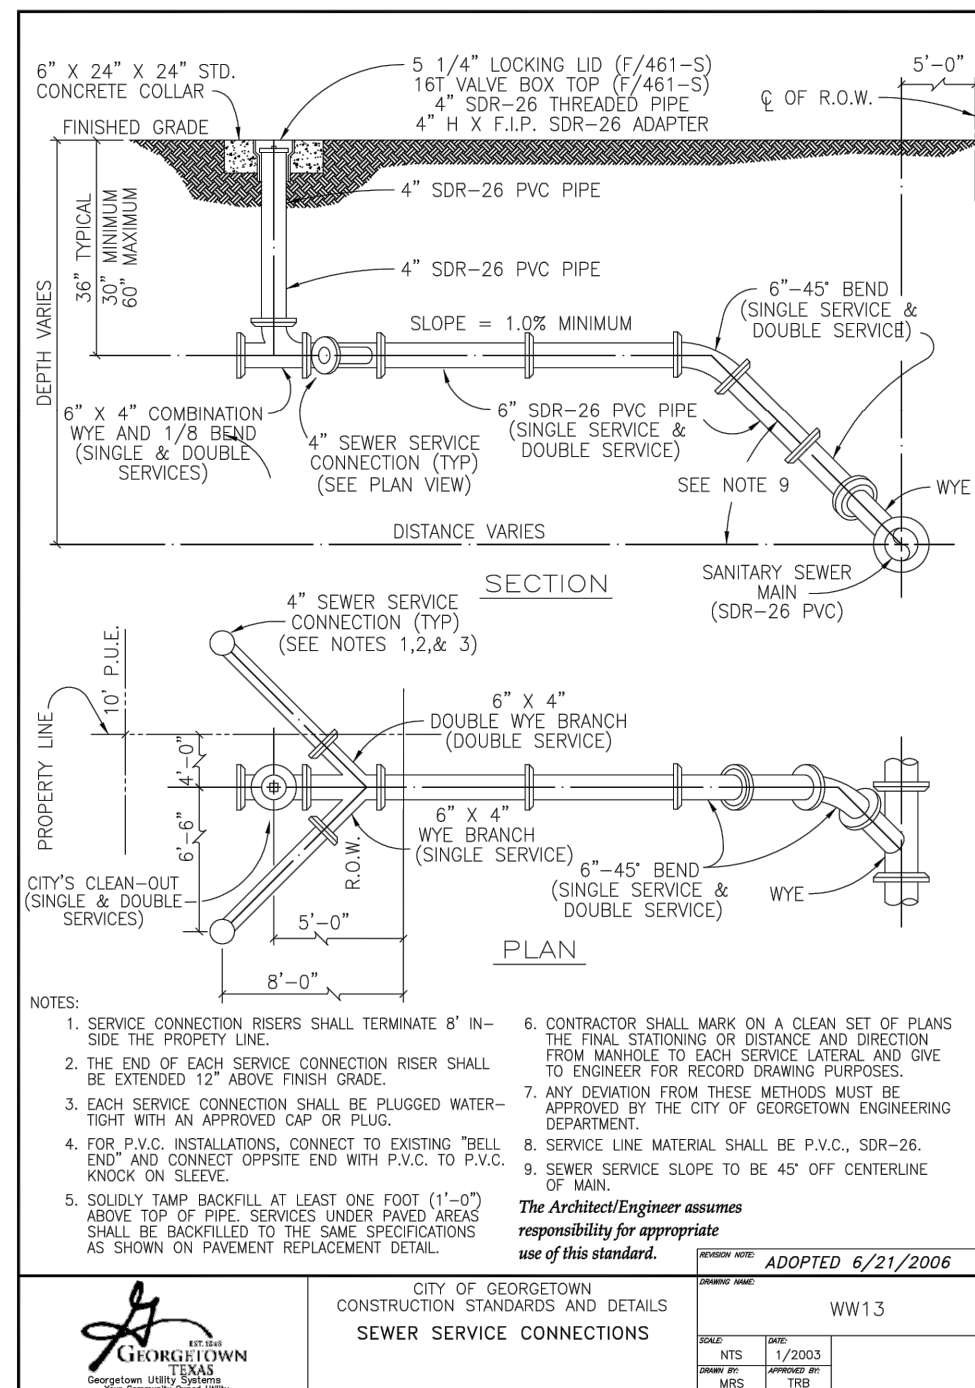 6" X 24" X 24" STD.
CONCRETE COLLAR
5 1/4" LOCKING LID (F/461-S)
16T VALVE BOX TOP (F/461-S)
4" SDR-26 THREADED PIPE
4" H X F.I.P. SDR-26 ADAPTER
5'-0"
℄ OF R.O.W.
FINISHED GRADE
4" SDR-26 PVC PIPE
36" TYPICAL
30" MINIMUM
60" MAXIMUM
DEPTH VARIES
4" SDR-26 PVC PIPE
SLOPE = 1.0% MINIMUM
6"-45° BEND
(SINGLE SERVICE &
DOUBLE SERVICE)
6" X 4" COMBINATION
WYE AND 1/8 BEND
(SINGLE & DOUBLE
SERVICES)
4" SEWER SERVICE
CONNECTION (TYP)
(SEE PLAN VIEW)
6" SDR-26 PVC PIPE
(SINGLE SERVICE &
DOUBLE SERVICE)
SEE NOTE 9
WYE
DISTANCE VARIES
SECTION
SANITARY SEWER
MAIN
(SDR-26 PVC)
4" SEWER SERVICE
CONNECTION (TYP)
(SEE NOTES 1,2,& 3)
10' P.U.E.
PROPERTY LINE
6" X 4"
DOUBLE WYE BRANCH
(DOUBLE SERVICE)
4'-0"
6'-6"
6" X 4"
WYE BRANCH
(SINGLE SERVICE)
R.O.W.
6"-45° BEND
(SINGLE SERVICE &
DOUBLE SERVICE)
WYE
CITY'S CLEAN-OUT
(SINGLE & DOUBLE
SERVICES)
5'-0"
8'-0"
PLAN
NOTES:
1. SERVICE CONNECTION RISERS SHALL TERMINATE 8' IN-
SIDE THE PROPETY LINE.
2. THE END OF EACH SERVICE CONNECTION RISER SHALL
BE EXTENDED 12" ABOVE FINISH GRADE.
3. EACH SERVICE CONNECTION SHALL BE PLUGGED WATER-
TIGHT WITH AN APPROVED CAP OR PLUG.
4. FOR P.V.C. INSTALLATIONS, CONNECT TO EXISTING "BELL
END" AND CONNECT OPPSITE END WITH P.V.C. TO P.V.C.
KNOCK ON SLEEVE.
5. SOLIDLY TAMP BACKFILL AT LEAST ONE FOOT (1'-0")
ABOVE TOP OF PIPE. SERVICES UNDER PAVED AREAS
SHALL BE BACKFILLED TO THE SAME SPECIFICATIONS
AS SHOWN ON PAVEMENT REPLACEMENT DETAIL.
6. CONTRACTOR SHALL MARK ON A CLEAN SET OF PLANS
THE FINAL STATIONING OR DISTANCE AND DIRECTION
FROM MANHOLE TO EACH SERVICE LATERAL AND GIVE
TO ENGINEER FOR RECORD DRAWING PURPOSES.
7. ANY DEVIATION FROM THESE METHODS MUST BE
APPROVED BY THE CITY OF GEORGETOWN ENGINEERING
DEPARTMENT.
8. SERVICE LINE MATERIAL SHALL BE P.V.C., SDR-26.
9. SEWER SERVICE SLOPE TO BE 45° OFF CENTERLINE
OF MAIN.
The Architect/Engineer assumes
responsibility for appropriate
use of this standard.
REVISION NOTE:
ADOPTED 6/21/2006
EST. 1848
GEORGETOWN
TEXAS
Georgetown Utility Systems
Your Community Owned Utility
CITY OF GEORGETOWN
CONSTRUCTION STANDARDS AND DETAILS
SEWER SERVICE CONNECTIONS
DRAWING NAME:
WW13
SCALE:
NTS
DATE:
1/2003
DRAWN BY:
MRS
APPROVED BY:
TRB